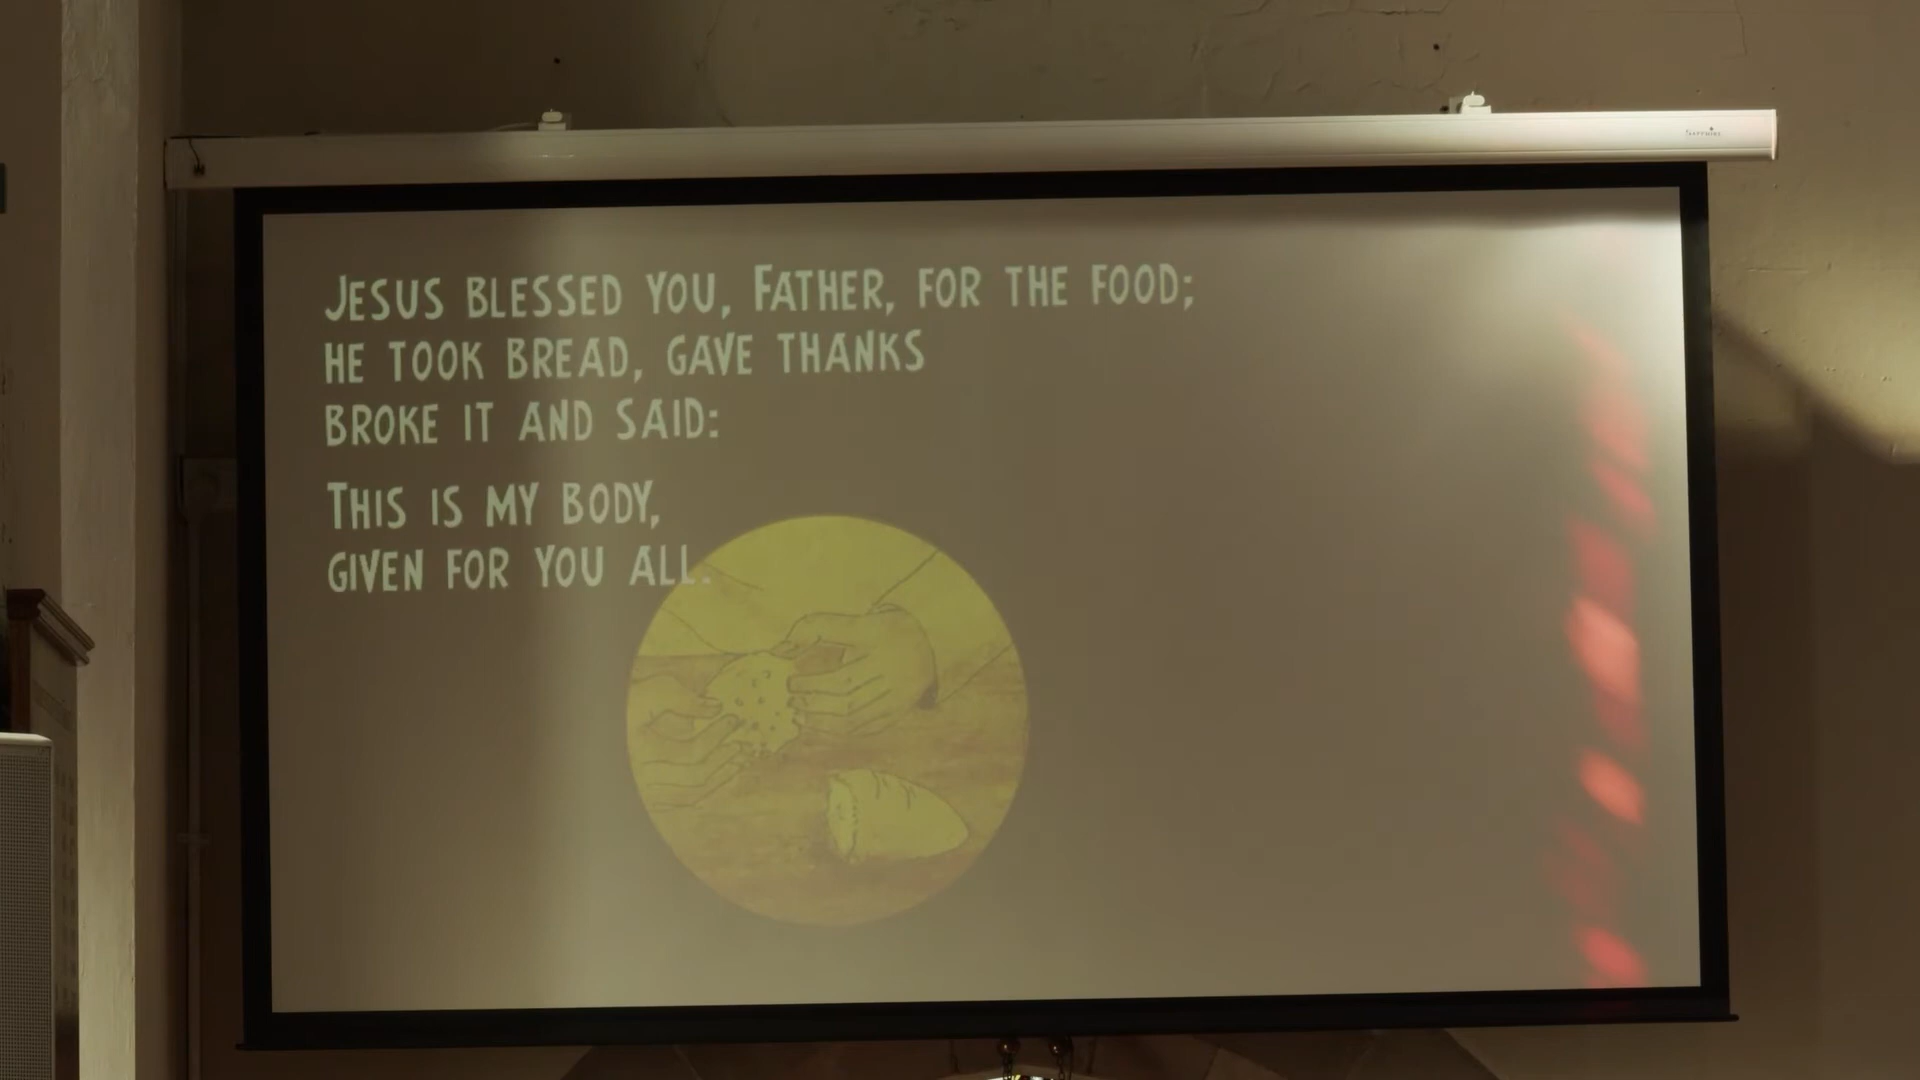 SAPPHIRE
JESUS BLESSED YOU, FATHER, FOR THE FOOD;
HE TOOK BREAD, GAVE THANKS
BROKE IT AND SAID:
THIS IS MY BODY,
GIVEN FOR YOU ALL.